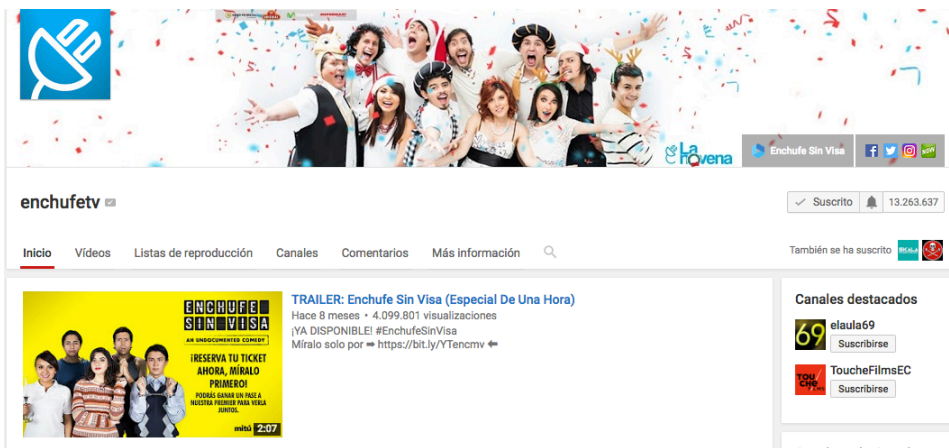 La
Novena
Enchufe Sin Visa
NOW
enchufetv
Suscrito 13.263.637
Inicio Vídeos Listas de reproducción Canales Comentarios Más información
También se ha suscrito
TRAILER: Enchufe Sin Visa (Especial De Una Hora)
Hace 8 meses • 4.099.801 visualizaciones
¡YA DISPONIBLE! #EnchufeSinVisa
Míralo solo por ➡ https://bit.ly/YTencmv ⬅
ENCHUFE
SIN VISA
AN UNDOCUMENTED COMEDY
¡RESERVA TU TICKET
AHORA, MÍRALO
PRIMERO!
PODRÁS GANAR UN PASE A
NUESTRA PREMIER PARA VERLA
JUNTOS.
mitú 2:07
Canales destacados
69
elaula69
Suscribirse
TOU
CHÉ
FILMS
ToucheFilmsEC
Suscribirse